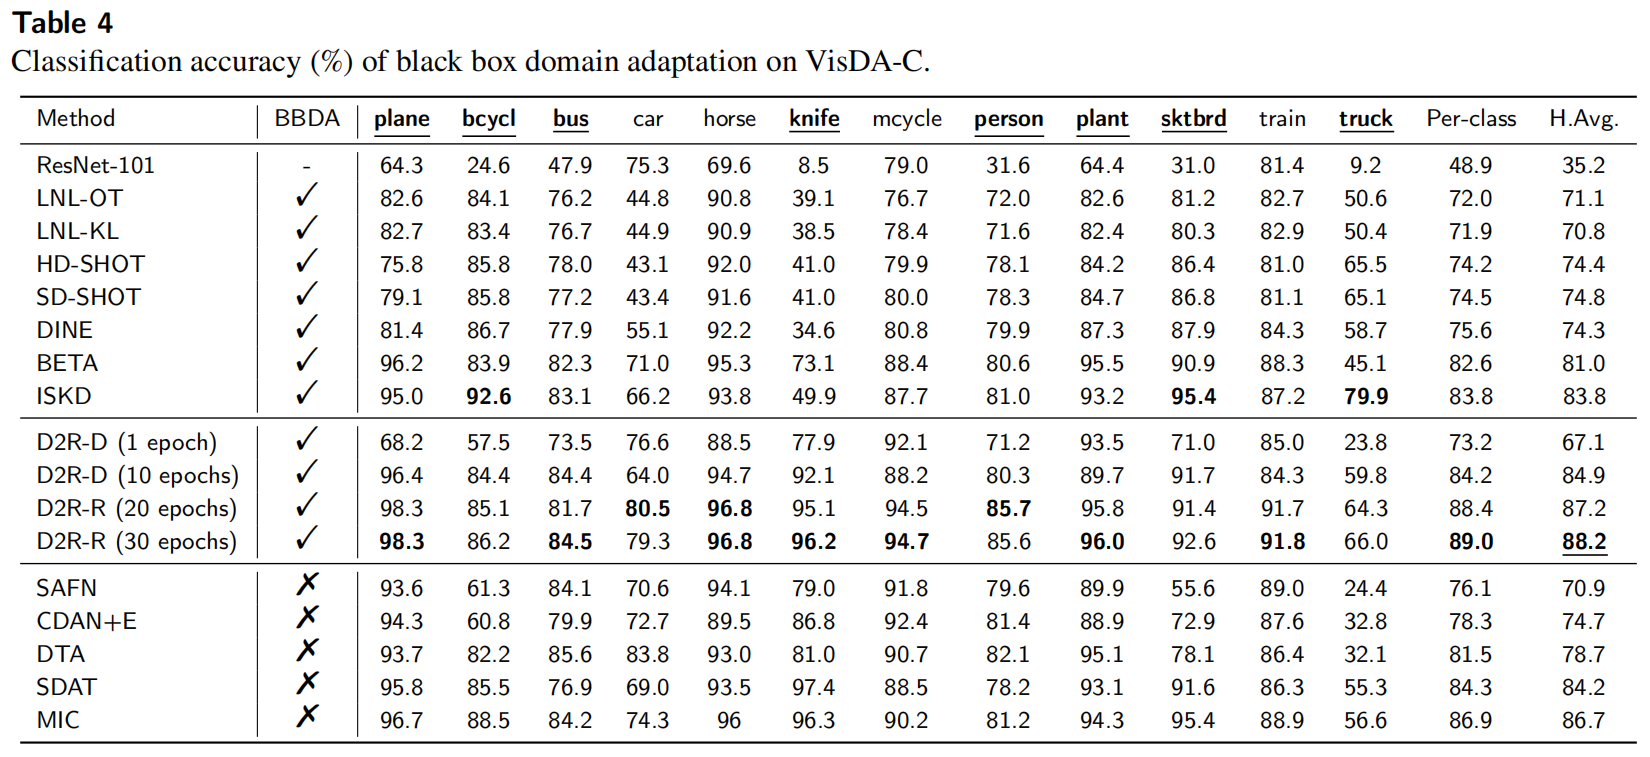 Table 4
Classification accuracy (%) of black box domain adaptation on VisDA-C.
Method BBDA plane bcycl bus car horse knife mcycle person plant sktbrd train truck Per-class H.Avg.
ResNet-101 - 64.3 24.6 47.9 75.3 69.6 8.5 79.0 31.6 64.4 31.0 81.4 9.2 48.9 35.2
LNL-OT ✓ 82.6 84.1 76.2 44.8 90.8 39.1 76.7 72.0 82.6 81.2 82.7 50.6 72.0 71.1
LNL-KL ✓ 82.7 83.4 76.7 44.9 90.9 38.5 78.4 71.6 82.4 80.3 82.9 50.4 71.9 70.8
HD-SHOT ✓ 75.8 85.8 78.0 43.1 92.0 41.0 79.9 78.1 84.2 86.4 81.0 65.5 74.2 74.4
SD-SHOT ✓ 79.1 85.8 77.2 43.4 91.6 41.0 80.0 78.3 84.7 86.8 81.1 65.1 74.5 74.8
DINE ✓ 81.4 86.7 77.9 55.1 92.2 34.6 80.8 79.9 87.3 87.9 84.3 58.7 75.6 74.3
BETA ✓ 96.2 83.9 82.3 71.0 95.3 73.1 88.4 80.6 95.5 90.9 88.3 45.1 82.6 81.0
ISKD ✓ 95.0 92.6 83.1 66.2 93.8 49.9 87.7 81.0 93.2 95.4 87.2 79.9 83.8 83.8
D2R-D (1 epoch) ✓ 68.2 57.5 73.5 76.6 88.5 77.9 92.1 71.2 93.5 71.0 85.0 23.8 73.2 67.1
D2R-D (10 epochs) ✓ 96.4 84.4 84.4 64.0 94.7 92.1 88.2 80.3 89.7 91.7 84.3 59.8 84.2 84.9
D2R-R (20 epochs) ✓ 98.3 85.1 81.7 80.5 96.8 95.1 94.5 85.7 95.8 91.4 91.7 64.3 88.4 87.2
D2R-R (30 epochs) ✓ 98.3 86.2 84.5 79.3 96.8 96.2 94.7 85.6 96.0 92.6 91.8 66.0 89.0 88.2
SAFN ✗ 93.6 61.3 84.1 70.6 94.1 79.0 91.8 79.6 89.9 55.6 89.0 24.4 76.1 70.9
CDAN+E ✗ 94.3 60.8 79.9 72.7 89.5 86.8 92.4 81.4 88.9 72.9 87.6 32.8 78.3 74.7
DTA ✗ 93.7 82.2 85.6 83.8 93.0 81.0 90.7 82.1 95.1 78.1 86.4 32.1 81.5 78.7
SDAT ✗ 95.8 85.5 76.9 69.0 93.5 97.4 88.5 78.2 93.1 91.6 86.3 55.3 84.3 84.2
MIC ✗ 96.7 88.5 84.2 74.3 96 96.3 90.2 81.2 94.3 95.4 88.9 56.6 86.9 86.7